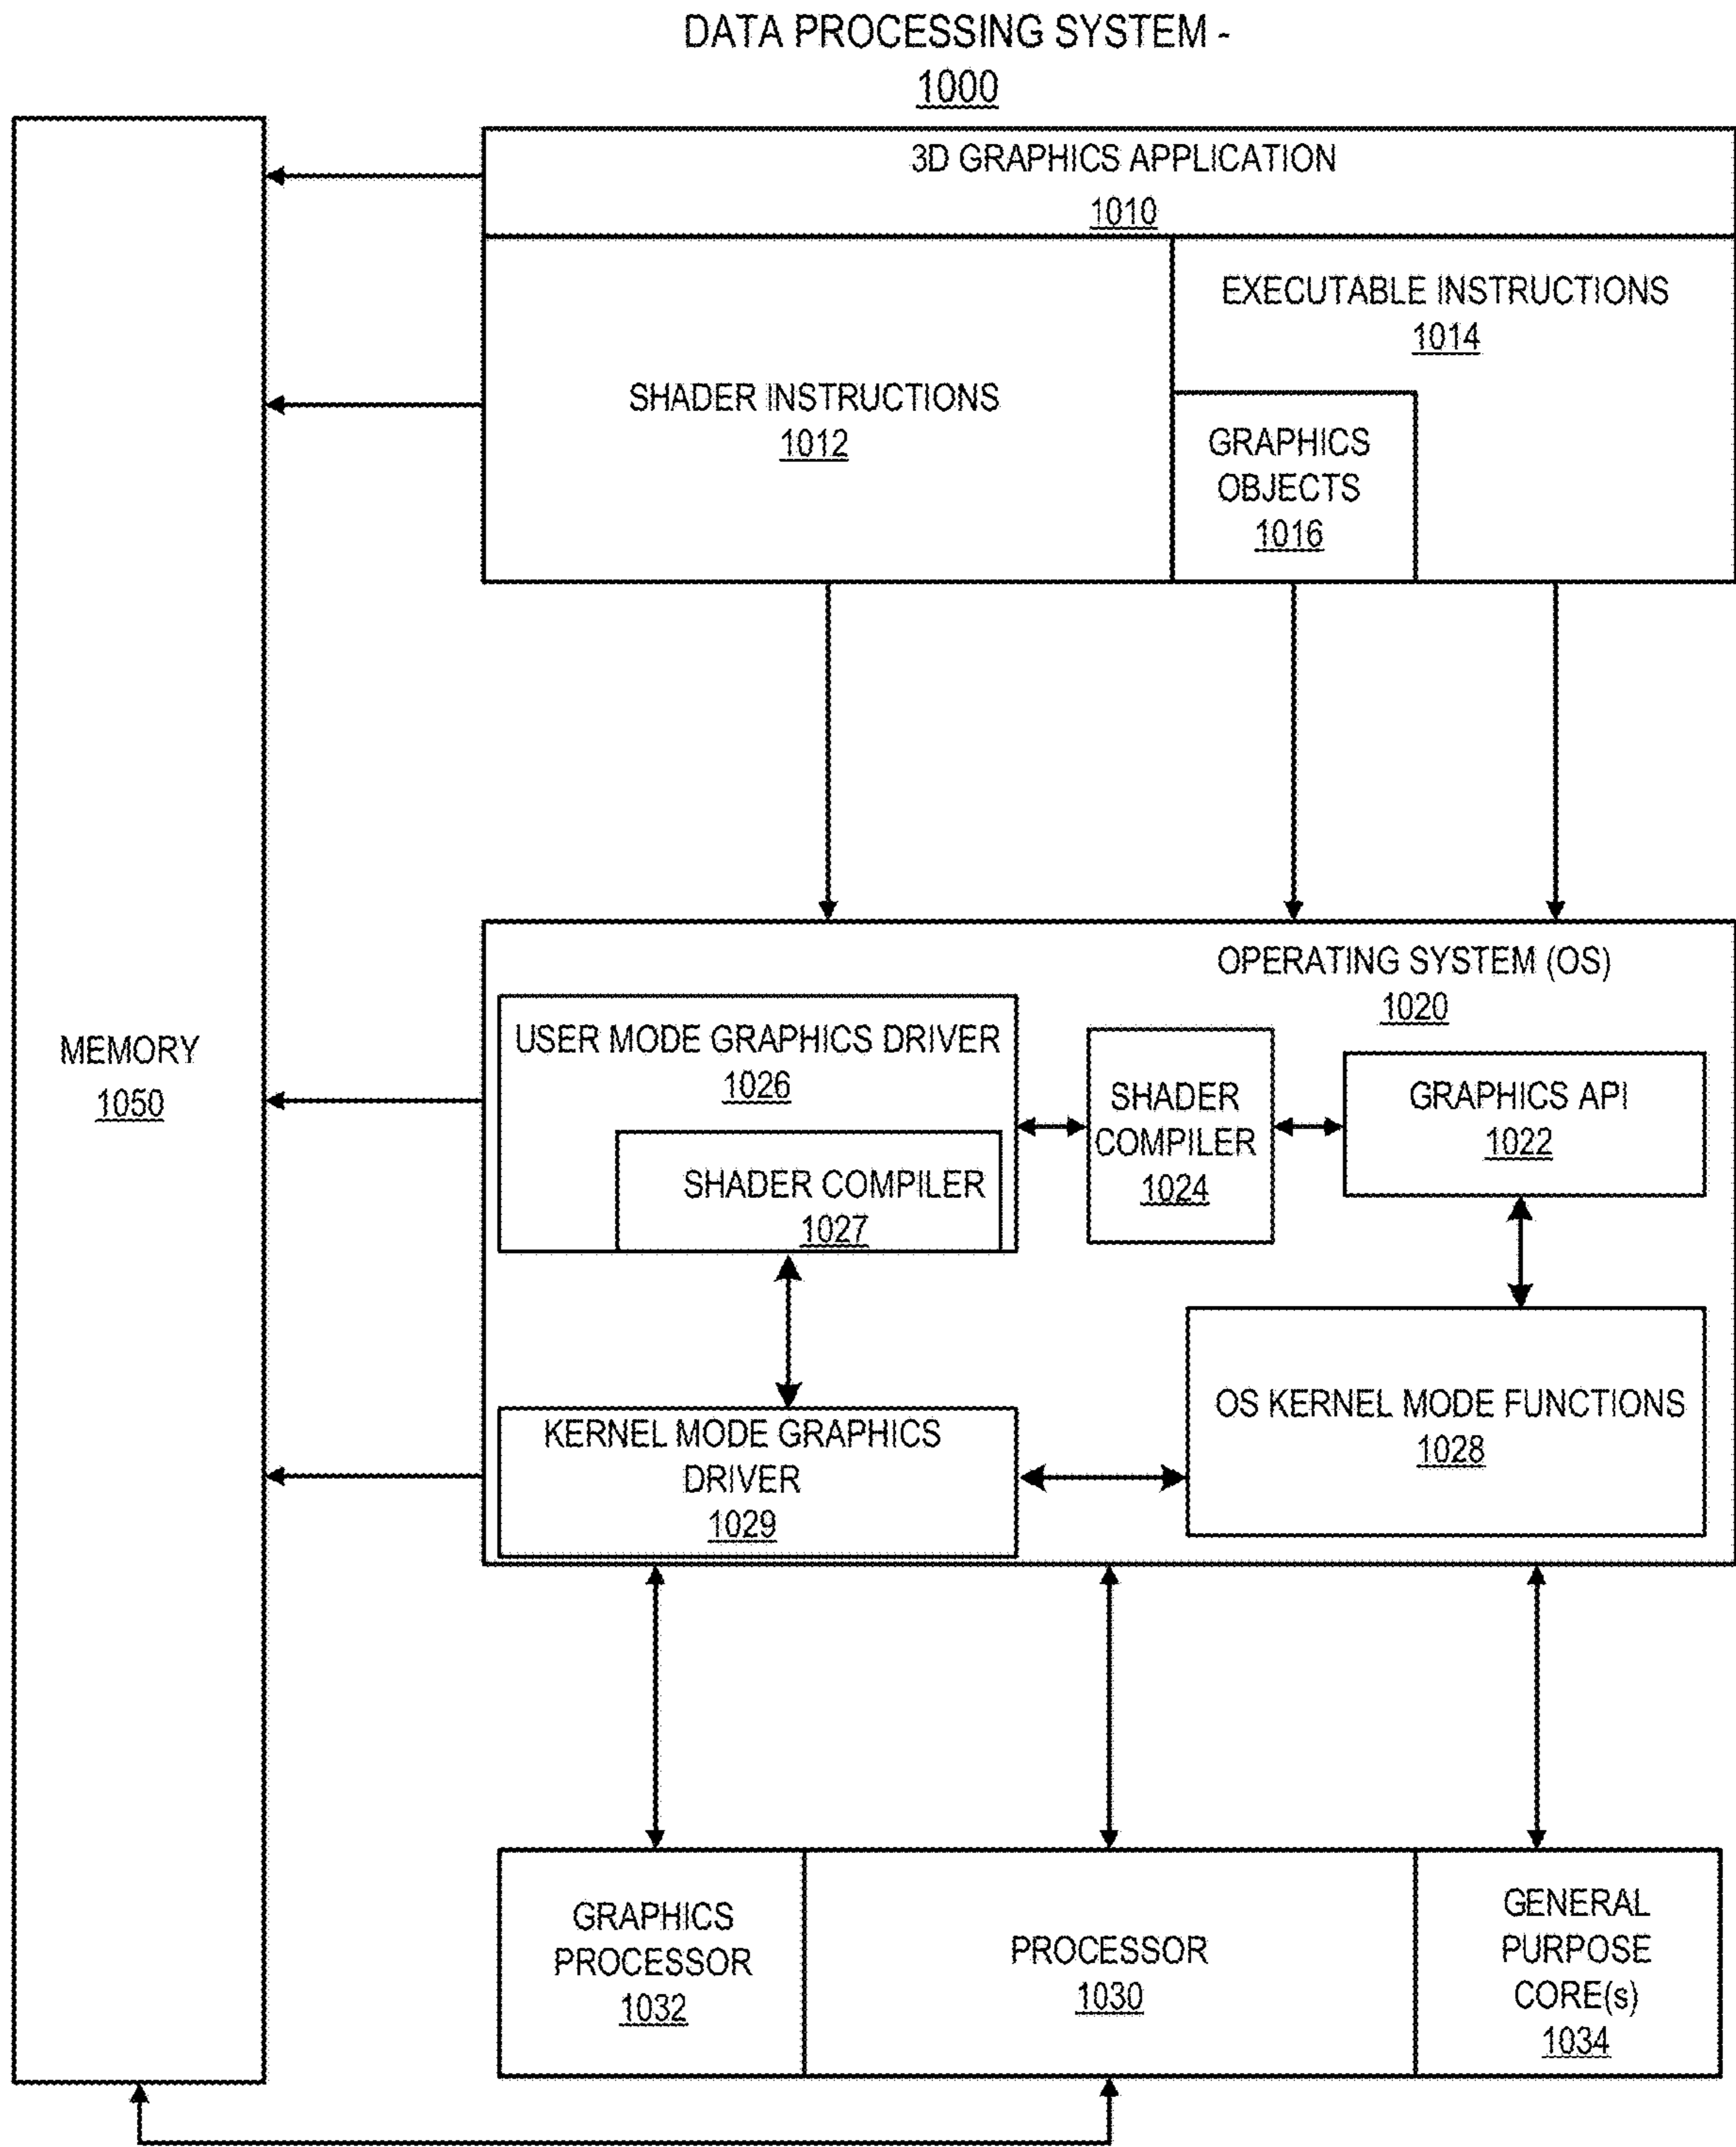 DATA PROCESSING SYSTEM -
1000
3D GRAPHICS APPLICATION
1010
EXECUTABLE INSTRUCTIONS
1014
SHADER INSTRUCTIONS
1012
GRAPHICS
OBJECTS
1016
OPERATING SYSTEM (OS)
1020
MEMORY
1050
USER MODE GRAPHICS DRIVER
1026
SHADER COMPILER
1027
SHADER
COMPILER
1024
GRAPHICS API
1022
KERNEL MODE GRAPHICS
DRIVER
1029
OS KERNEL MODE FUNCTIONS
1028
GRAPHICS
PROCESSOR
1032
PROCESSOR
1030
GENERAL
PURPOSE
CORE(s)
1034